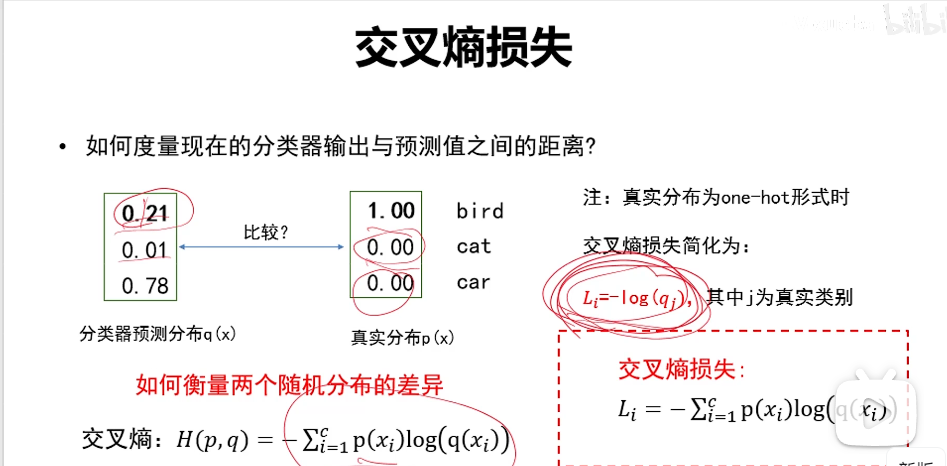 bilibili
交叉熵损失
• 如何度量现在的分类器输出与预测值之间的距离?
0.21
0.01
0.78
比较?
1.00 bird
0.00 cat
0.00 car
分类器预测分布q(x)
真实分布p(x)
注: 真实分布为one-hot形式时
交叉熵损失简化为:
L_i=-log(q_j), 其中j为真实类别
如何衡量两个随机分布的差异
交叉熵: H(p,q) = -∑_{i=1}^{c} p(x_i)log(q(x_i))
交叉熵损失:
L_i = -∑_{i=1}^{c} p(x_i)log(q(x_i))